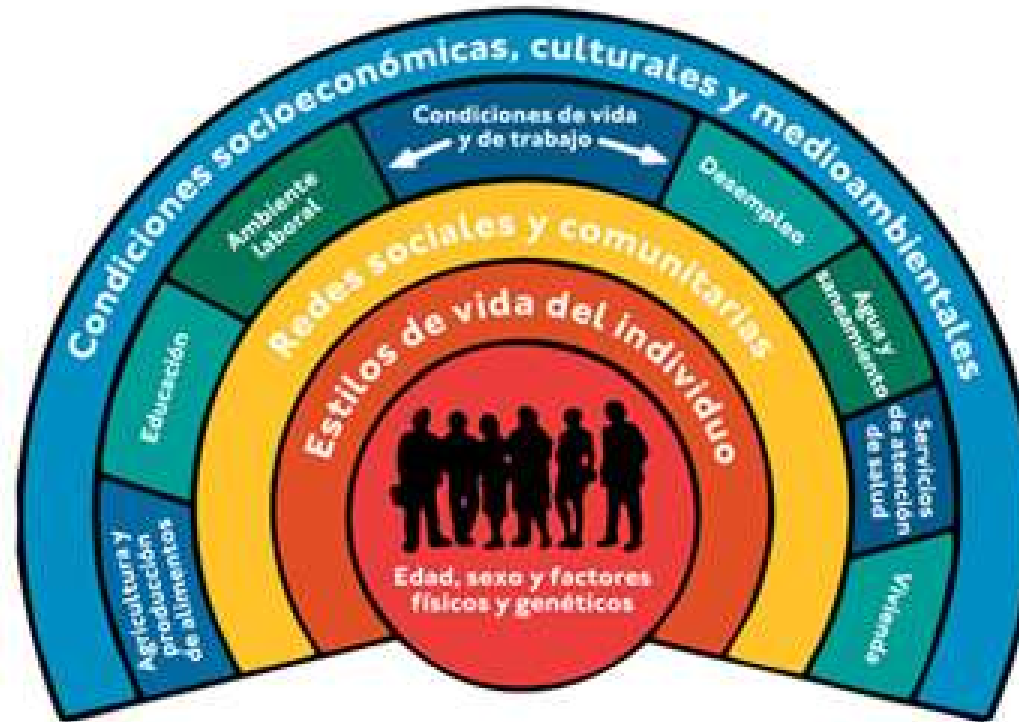 Condiciones socioeconómicas, culturales y medioambientales
Condiciones de vida
y de trabajo
Agricultura y
producción
de alimentos
Educación
Ambiente
laboral
Desempleo
Agua y
saneamiento
Servicios
de atención
de salud
Vivienda
Redes sociales y comunitarias
Estilos de vida del individuo
Edad, sexo y factores
físicos y genéticos